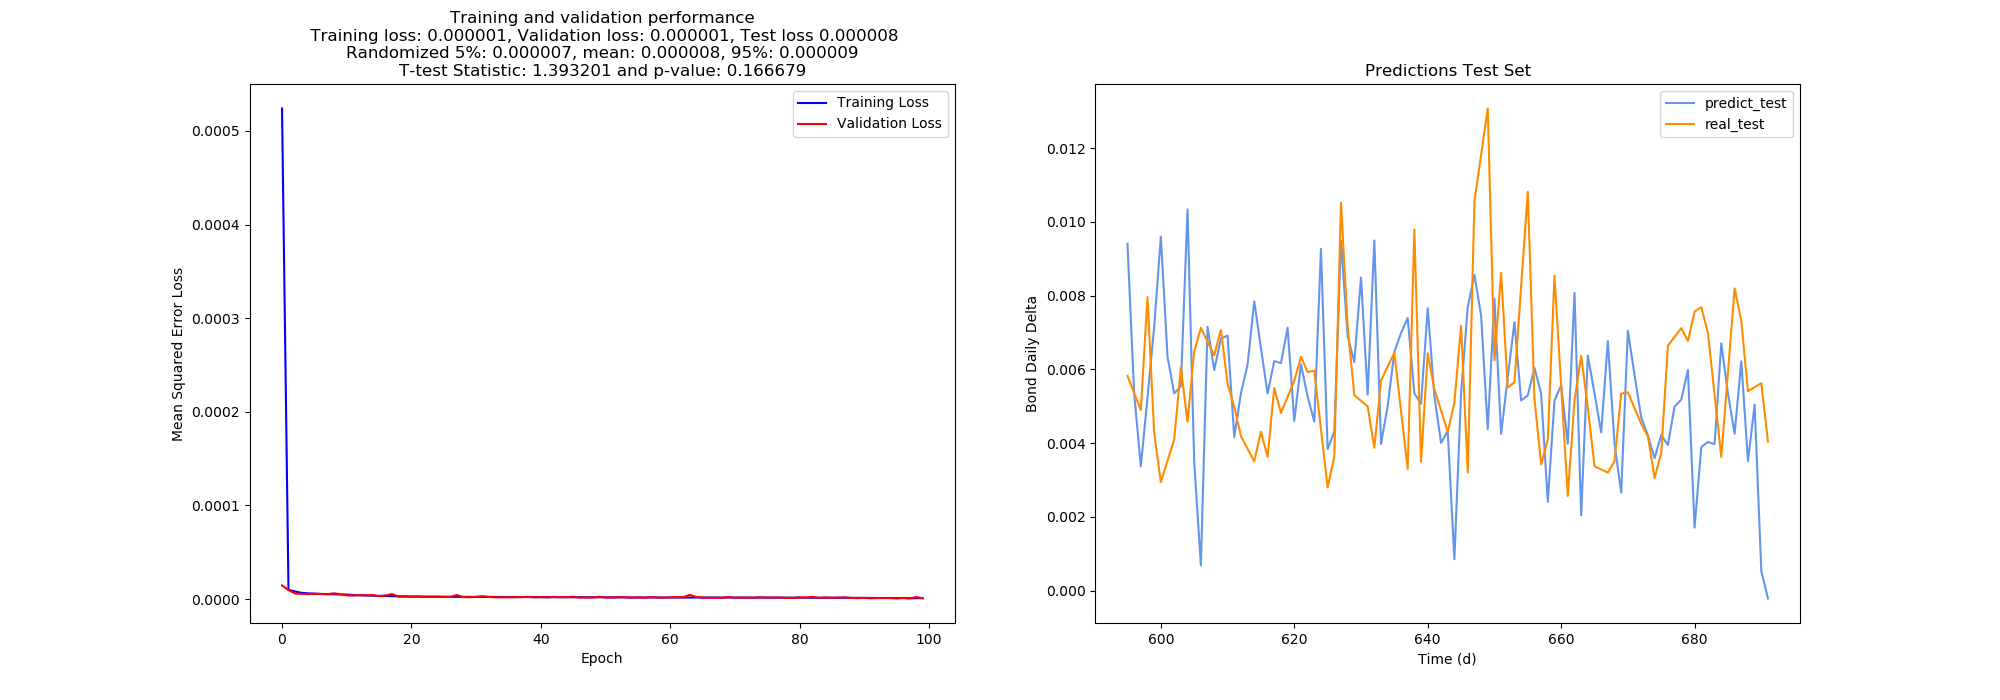 Training and validation performance
Training loss: 0.000001, Validation loss: 0.000001, Test loss 0.000008
Randomized 5%: 0.000007, mean: 0.000008, 95%: 0.000009
T-test Statistic: 1.393201 and p-value: 0.166679
Training Loss
Validation Loss
Mean Squared Error Loss
0.0005
0.0004
0.0003
0.0002
0.0001
0.0000
0 20 40 60 80 100
Epoch
Predictions Test Set
predict_test
real_test
Bond Daily Delta
0.012
0.010
0.008
0.006
0.004
0.002
0.000
600 620 640 660 680
Time (d)